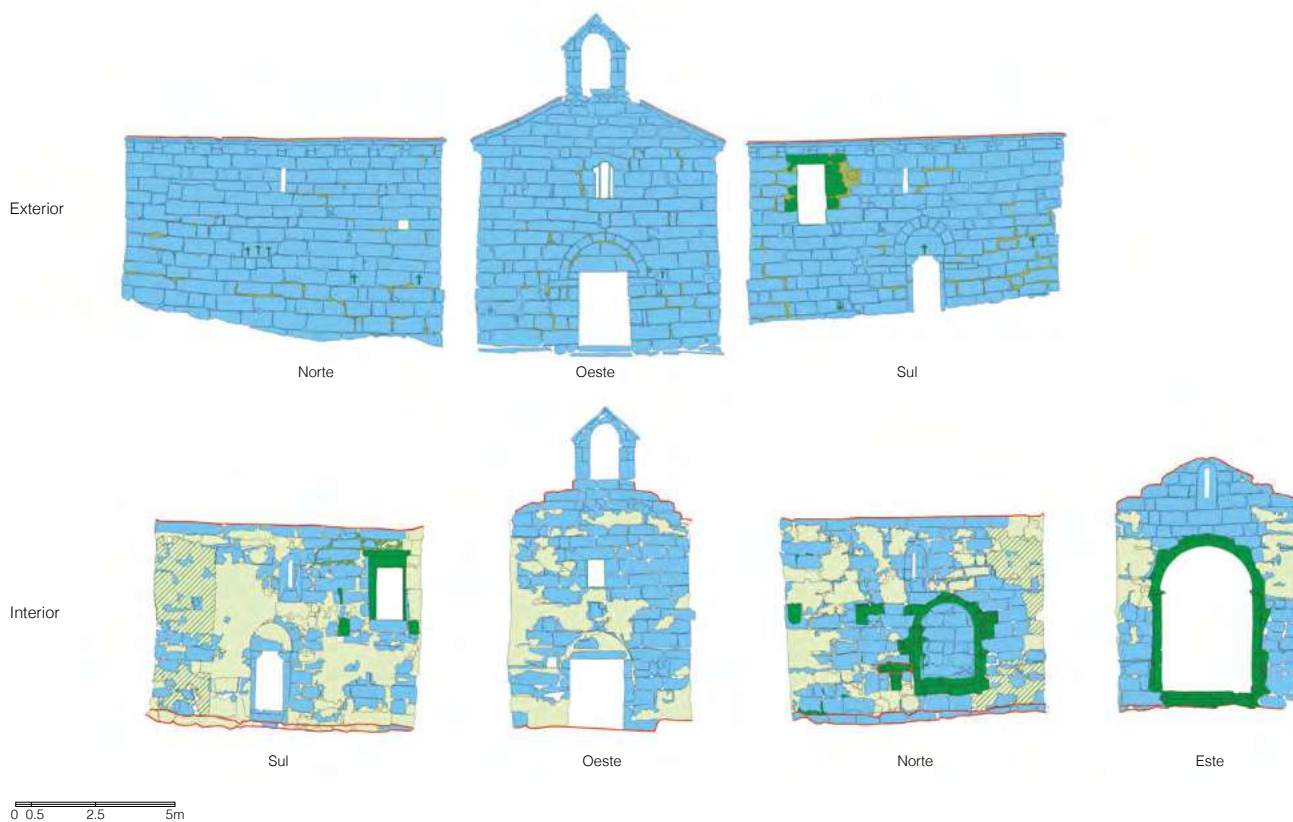 Exterior
Norte
Oeste
Sul
Interior
Sul
Oeste
Norte
Este
0 0.5 2.5 5m